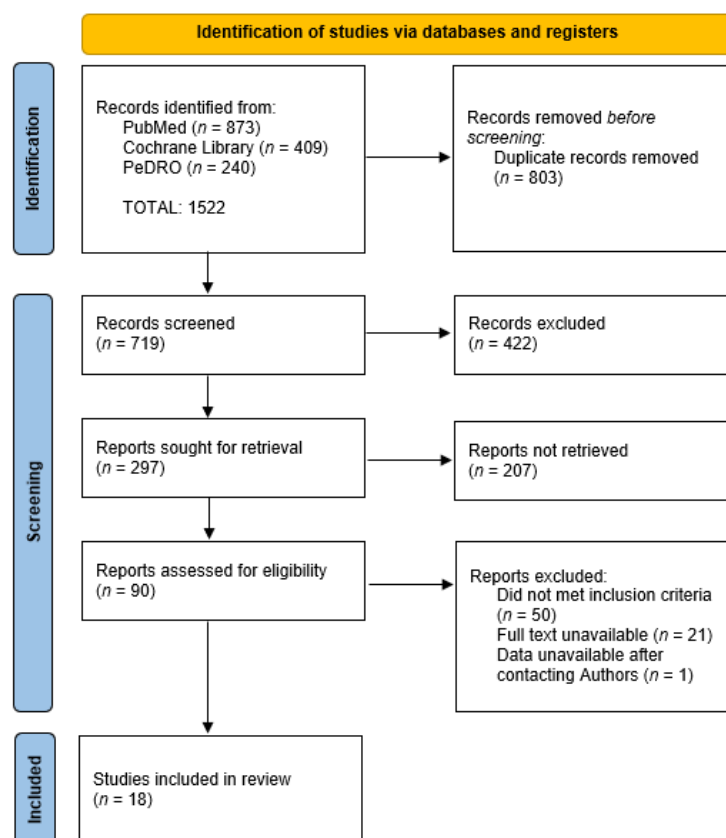 Identification of studies via databases and registers
Identification
Records identified from:
PubMed (n = 873)
Cochrane Library (n = 409)
PeDRO (n = 240)
TOTAL: 1522
Records removed before
screening:
Duplicate records removed
(n = 803)
Screening
Records screened
(n = 719)
Records excluded
(n = 422)
Reports sought for retrieval
(n = 297)
Reports not retrieved
(n = 207)
Reports assessed for eligibility
(n = 90)
Reports excluded:
Did not met inclusion criteria
(n = 50)
Full text unavailable (n = 21)
Data unavailable after
contacting Authors (n = 1)
Included
Studies included in review
(n = 18)